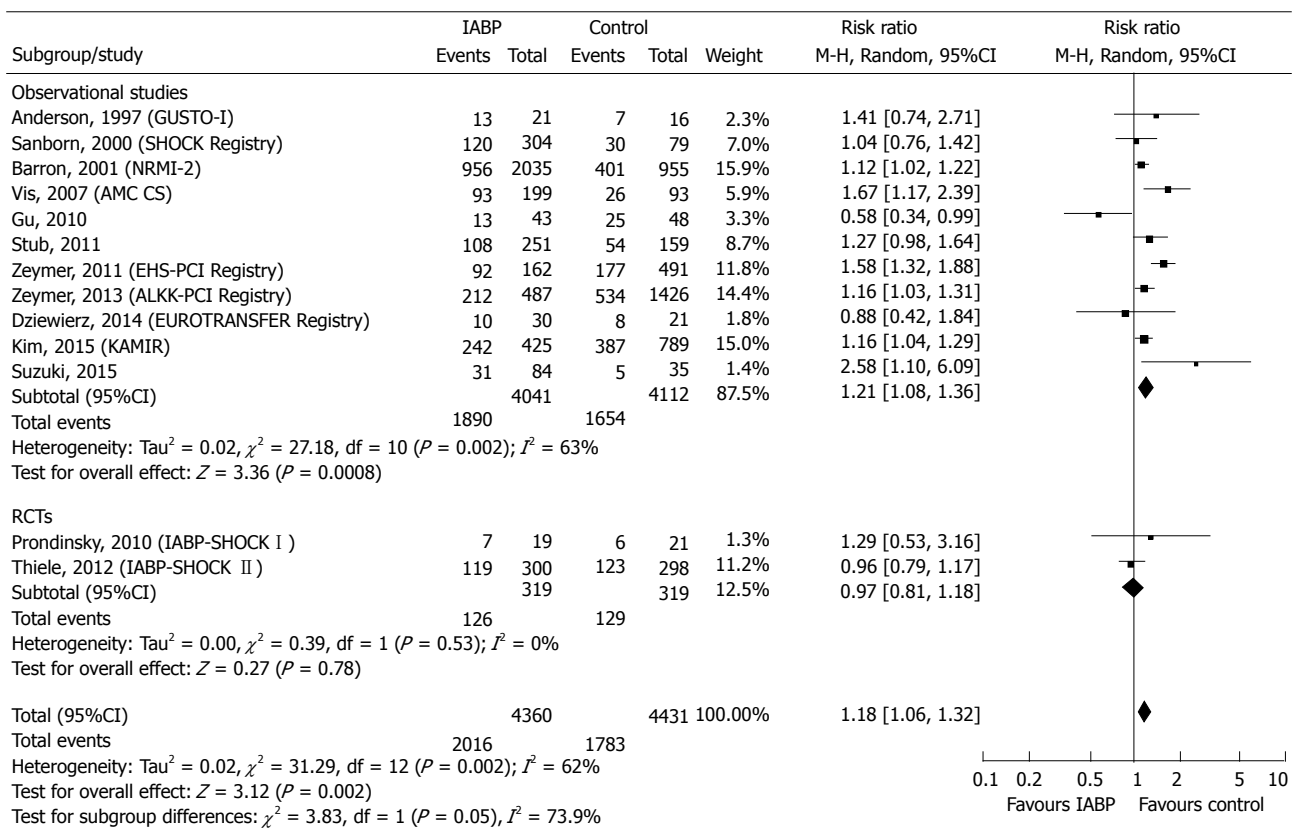 IABP Control Risk ratio Risk ratio
Subgroup/study Events Total Events Total Weight M-H, Random, 95%CI M-H, Random, 95%CI
Observational studies
Anderson, 1997 (GUSTO-I) 13 21 7 16 2.3% 1.41 [0.74, 2.71]
Sanborn, 2000 (SHOCK Registry) 120 304 30 79 7.0% 1.04 [0.76, 1.42]
Barron, 2001 (NRMI-2) 956 2035 401 955 15.9% 1.12 [1.02, 1.22]
Vis, 2007 (AMC CS) 93 199 26 93 5.9% 1.67 [1.17, 2.39]
Gu, 2010 13 43 25 48 3.3% 0.58 [0.34, 0.99]
Stub, 2011 108 251 54 159 8.7% 1.27 [0.98, 1.64]
Zeymer, 2011 (EHS-PCI Registry) 92 162 177 491 11.8% 1.58 [1.32, 1.88]
Zeymer, 2013 (ALKK-PCI Registry) 212 487 534 1426 14.4% 1.16 [1.03, 1.31]
Dziewierz, 2014 (EUROTRANSFER Registry) 10 30 8 21 1.8% 0.88 [0.42, 1.84]
Kim, 2015 (KAMIR) 242 425 387 789 15.0% 1.16 [1.04, 1.29]
Suzuki, 2015 31 84 5 35 1.4% 2.58 [1.10, 6.09]
Subtotal (95%CI) 4041 4112 87.5% 1.21 [1.08, 1.36]
Total events 1890 1654
Heterogeneity: Tau² = 0.02, χ² = 27.18, df = 10 (P = 0.002); I² = 63%
Test for overall effect: Z = 3.36 (P = 0.0008)
RCTs
Prondinsky, 2010 (IABP-SHOCK Ⅰ) 7 19 6 21 1.3% 1.29 [0.53, 3.16]
Thiele, 2012 (IABP-SHOCK Ⅱ) 119 300 123 298 11.2% 0.96 [0.79, 1.17]
Subtotal (95%CI) 319 319 12.5% 0.97 [0.81, 1.18]
Total events 126 129
Heterogeneity: Tau² = 0.00, χ² = 0.39, df = 1 (P = 0.53); I² = 0%
Test for overall effect: Z = 0.27 (P = 0.78)
Total (95%CI) 4360 4431 100.00% 1.18 [1.06, 1.32]
Total events 2016 1783
Heterogeneity: Tau² = 0.02, χ² = 31.29, df = 12 (P = 0.002); I² = 62%
Test for overall effect: Z = 3.12 (P = 0.002)
Test for subgroup differences: χ² = 3.83, df = 1 (P = 0.05), I² = 73.9%
0.1 0.2 0.5 1 2 5 10
Favours IABP Favours control